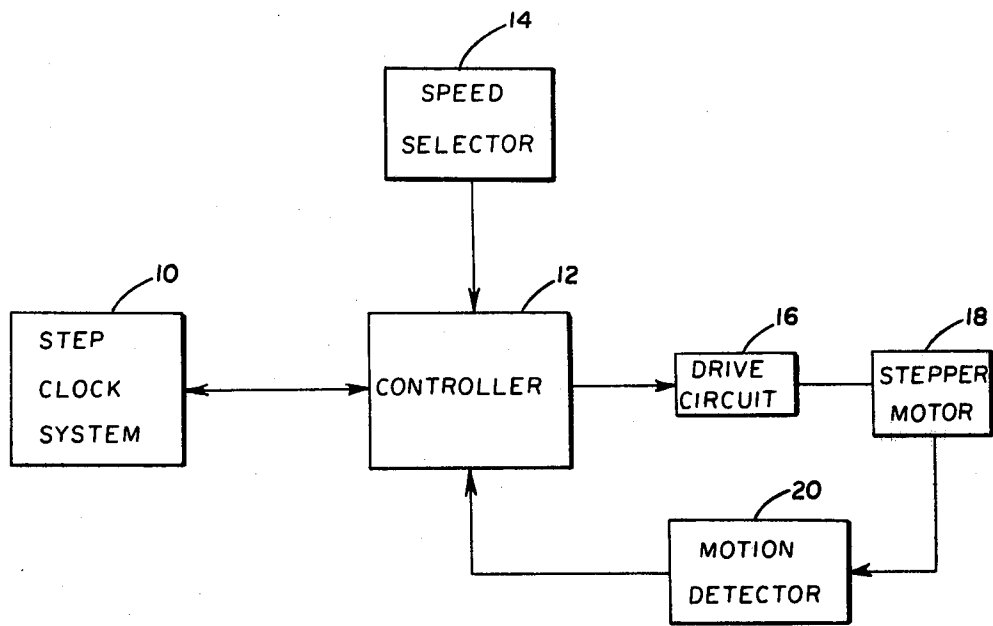 14
SPEED
SELECTOR
10
STEP
CLOCK
SYSTEM
12
CONTROLLER
16
DRIVE
CIRCUIT
18
STEPPER
MOTOR
20
MOTION
DETECTOR